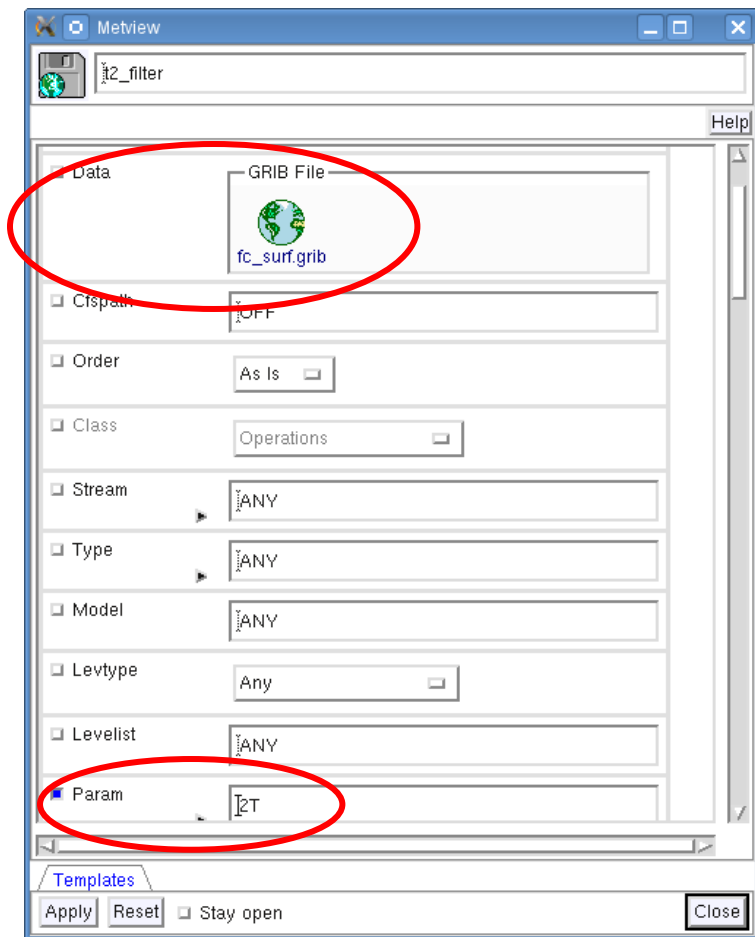 Metview
t2_filter
Help
Data
GRIB File
fc_surf.grib
Cfspath
OFF
Order
As Is
Class
Operations
Stream
ANY
Type
ANY
Model
ANY
Levtype
Any
Levelist
ANY
Param
2T
Templates
Apply Reset Stay open Close